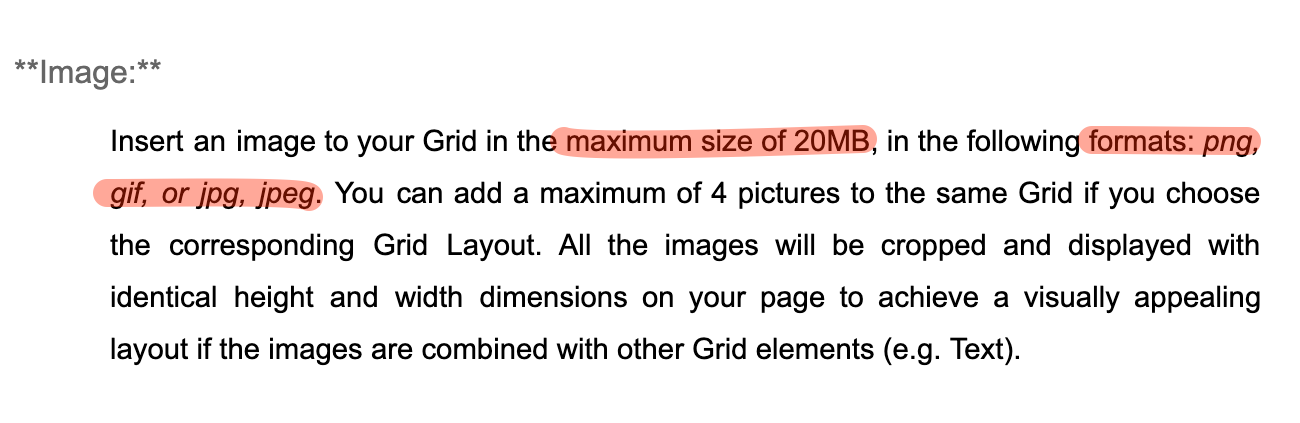 **Image:**
Insert an image to your Grid in the maximum size of 20MB, in the following formats: png,
gif, or jpg, jpeg. You can add a maximum of 4 pictures to the same Grid if you choose
the corresponding Grid Layout. All the images will be cropped and displayed with
identical height and width dimensions on your page to achieve a visually appealing
layout if the images are combined with other Grid elements (e.g. Text).